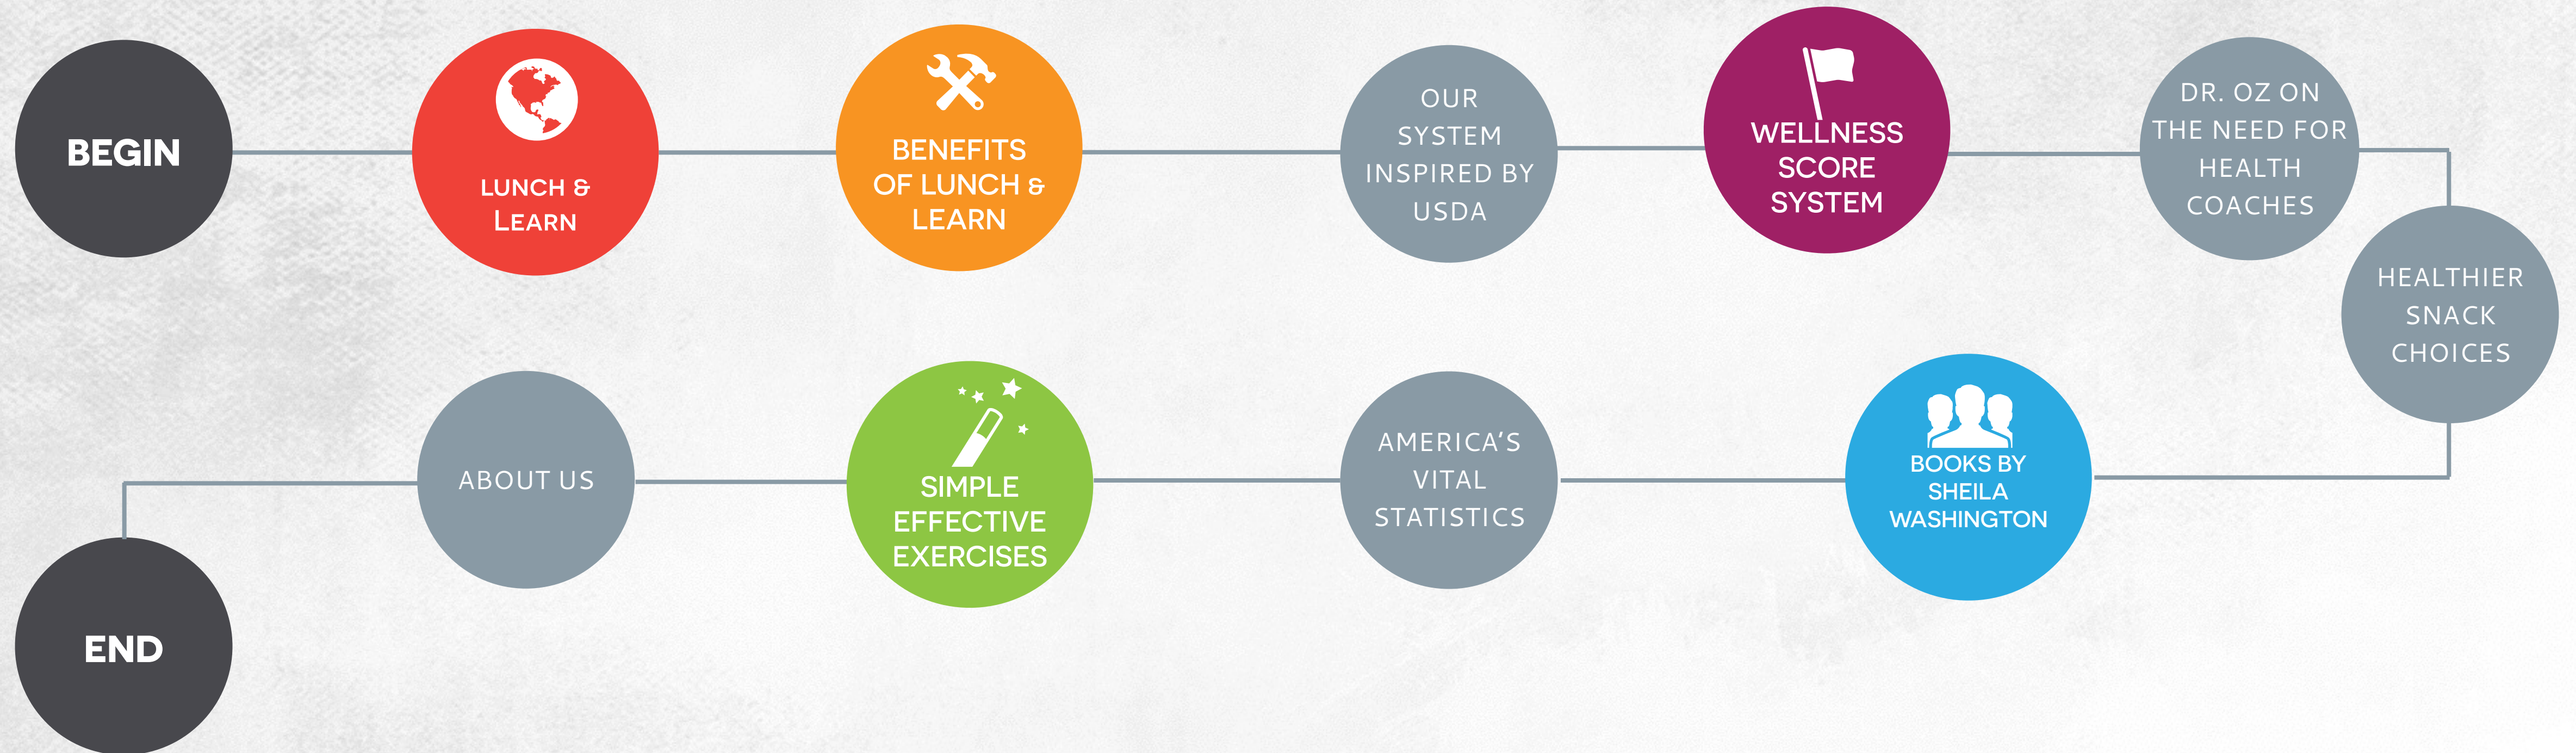 BEGIN
LUNCH &
LEARN
BENEFITS
OF LUNCH &
LEARN
OUR
SYSTEM
INSPIRED BY
USDA
WELLNESS
SCORE
SYSTEM
DR. OZ ON
THE NEED FOR
HEALTH
COACHES
HEALTHIER
SNACK
CHOICES
BOOKS BY
SHEILA
WASHINGTON
AMERICA'S
VITAL
STATISTICS
SIMPLE
EFFECTIVE
EXERCISES
ABOUT US
END